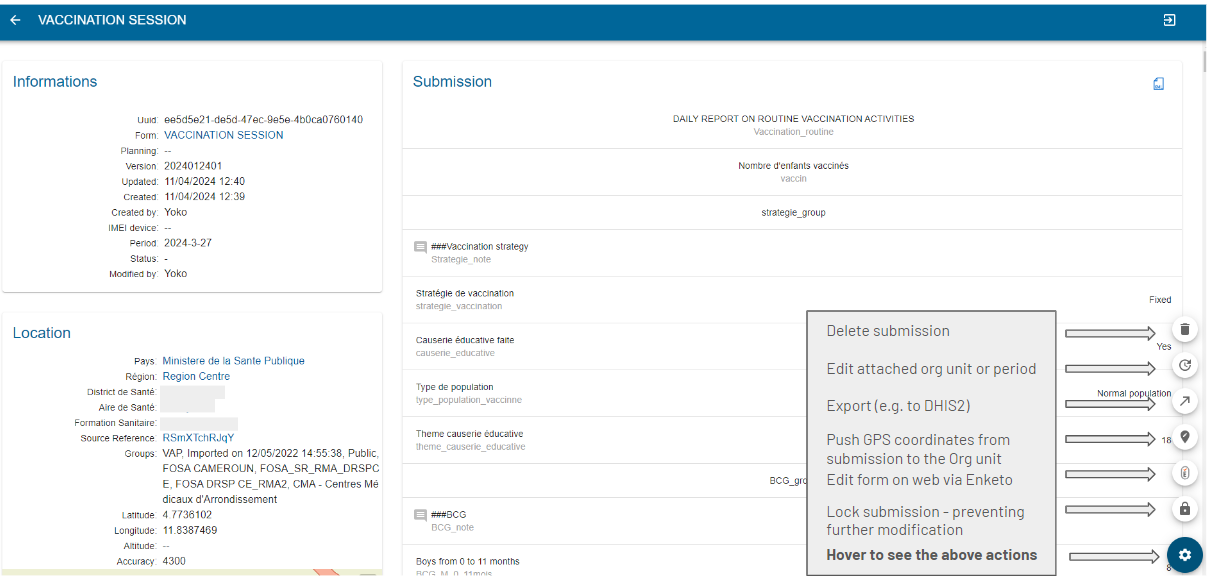 VACCINATION SESSION
Informations
Uuid: ee5d5e21-de5d-47ec-9e5e-4b0ca0760140
Form: VACCINATION SESSION
Planning: --
Version: 2024012401
Updated: 11/04/2024 12:40
Created: 11/04/2024 12:39
Created by: Yoko
IMEI device: --
Period: 2024-3-27
Status: -
Modified by: Yoko
Location
Pays: Ministere de la Sante Publique
Région: Region Centre
District de Santé:
Aire de Santé:
Formation Sanitaire:
Source Reference: RSmXTchRJqY
Groups: VAP, Imported on 12/05/2022 14:55:38, Public,
FOSA CAMEROUN, FOSA_SR_RMA_DRSPC
E, FOSA DRSP CE_RMA2, CMA - Centres Mé
dicaux d'Arrondissement
Latitude: 4.7736102
Longitude: 11.8387469
Altitude: --
Accuracy: 4300
Submission
DAILY REPORT ON ROUTINE VACCINATION ACTIVITIES
Vaccination_routine
Nombre d'enfants vaccinés
vaccin
strategie_group
###Vaccination strategy
Strategie_note
Stratégie de vaccination
strategie_vaccination
Fixed
Causerie éducative faite
causerie_educative
Yes
Type de population
type_population_vaccinne
Normal population
Theme causerie éducative
theme_causerie_educative
18
BCG_gro
###BCG
BCG_note
Boys from 0 to 11 months
BCG_M_0_11mois
8
Delete submission
Edit attached org unit or period
Export (e.g. to DHIS2)
Push GPS coordinates from
submission to the Org unit
Edit form on web via Enketo
Lock submission - preventing
further modification
Hover to see the above actions